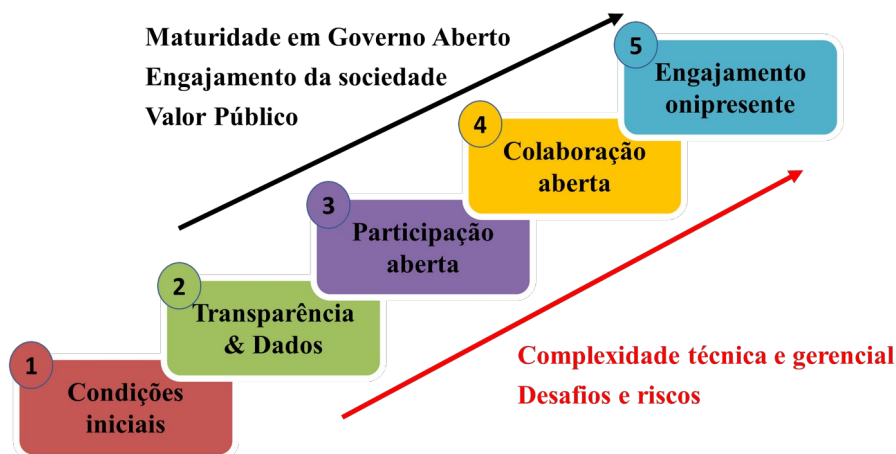 Maturidade em Governo Aberto
Engajamento da sociedade
Valor Público
5
Engajamento
onipresente
4
Colaboração
aberta
3
Participação
aberta
2
Transparência
& Dados
1
Condições
iniciais
Complexidade técnica e gerencial
Desafios e riscos